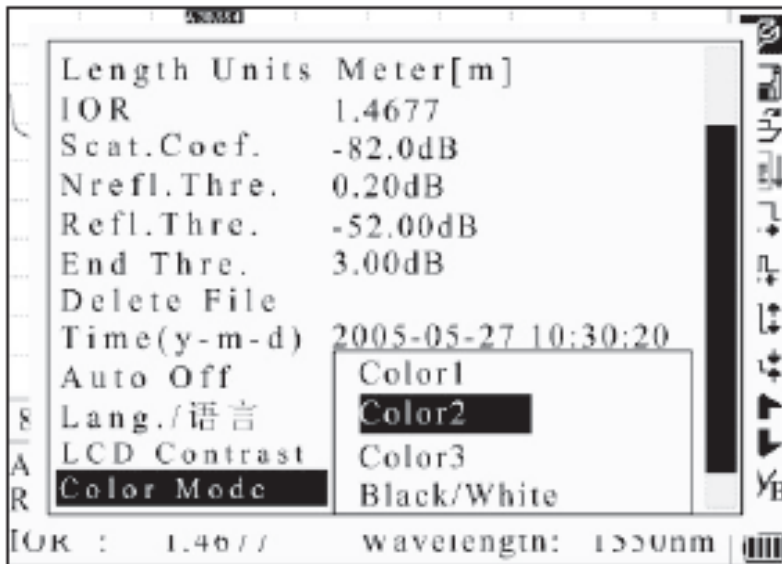 Length Units Meter[m]
IOR 1.4677
Scat.Coef. -82.0dB
Nrefl.Thre. 0.20dB
Refl.Thre. -52.00dB
End Thre. 3.00dB
Delete File
Time(y-m-d) 2005-05-27 10:30:20
Auto Off
Lang./语言
LCD Contrast
Color Mode
Color1
Color2
Color3
Black/White
8
A
R
IOR : 1.4677 Wavelength: 1550nm